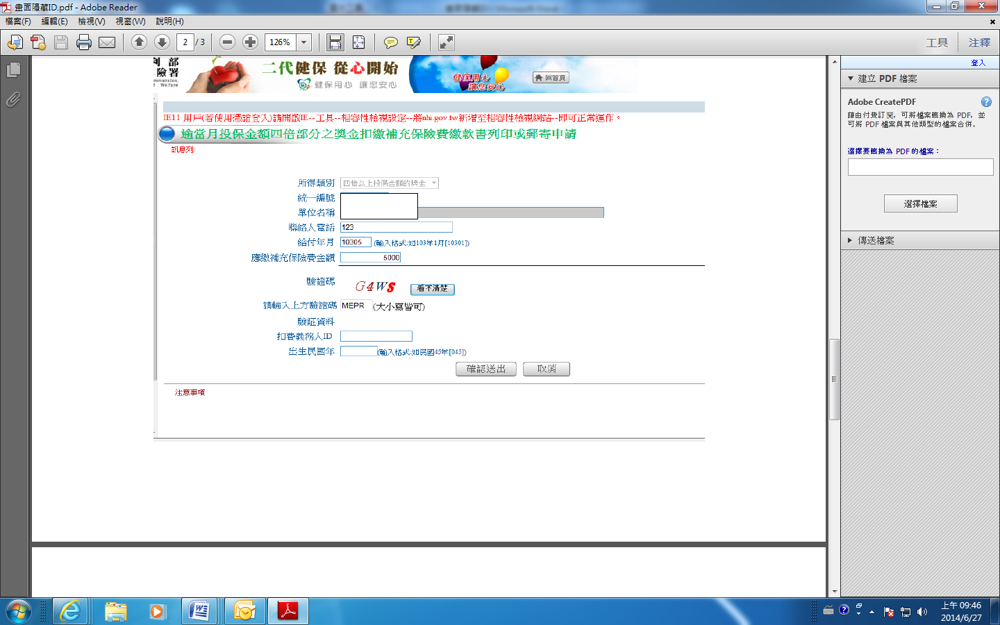 畫面隱藏ID.pdf - Adobe Reader
檔案(F) 編輯(E) 檢視(V) 視窗(W) 說明(H)
2 / 3 126% 工具 注釋
登入
建立 PDF 檔案
Adobe CreatePDF
藉由付費訂閱，可將檔案轉換為 PDF，並
可將 PDF 檔案與其他類型的檔案合併。
選擇要轉換為 PDF 的檔案：
選擇檔案
傳送檔案
二代健保 從心開始
健保用心 讓您安心
健保用心
讓您安心
回首頁
IE11 用戶(若使用憑證登入)請開啟IE--工具--相容性檢視設定--將nhi.gov.tw新增至相容性檢視網站--即可正常運作。
逾當月投保金額四倍部分之獎金扣繳補充保險費繳款書列印或郵寄申請
訊息列:
所得類別 四倍以上投保金額的獎金
統一編號
單位名稱
聯絡人電話 123
給付年月 10305 (輸入格式:如103年1月[10301])
應繳補充保險費金額 5000
驗證碼 G4WS 看不清楚
請輸入上方驗證碼 MEPR (大小寫皆可)
驗証資料
扣費義務人ID
出生民國年 (輸入格式:如民國45年[045])
確認送出 取消
注意事項
上午 09:46
2014/6/27